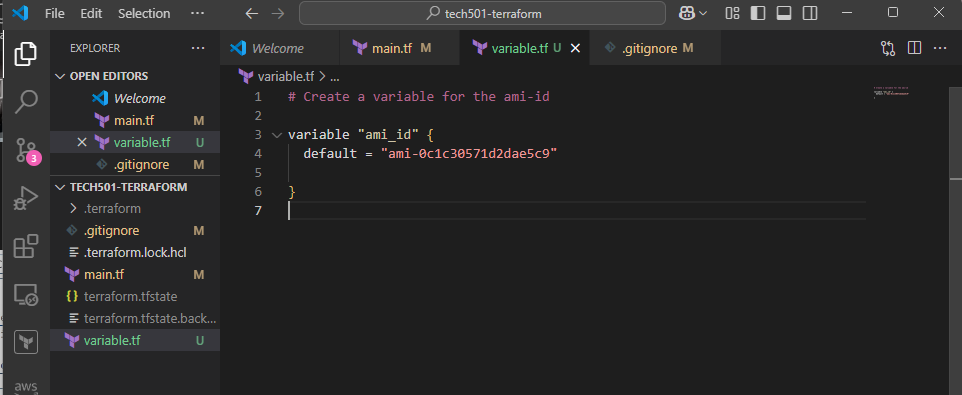 File Edit Selection ... tech501-terraform
EXPLORER ...
Welcome main.tf M variable.tf U .gitignore M ...
OPEN EDITORS
Welcome
main.tf M
variable.tf U
.gitignore M
3
TECH501-TERRAFORM
.terraform
.gitignore M
.terraform.lock.hcl
main.tf M
{} terraform.tfstate
terraform.tfstate.back...
variable.tf U
aws
variable.tf > ...
1 # Create a variable for the ami-id
2
3 variable "ami_id" {
4 default = "ami-0c1c30571d2dae5c9"
5
6 }
7